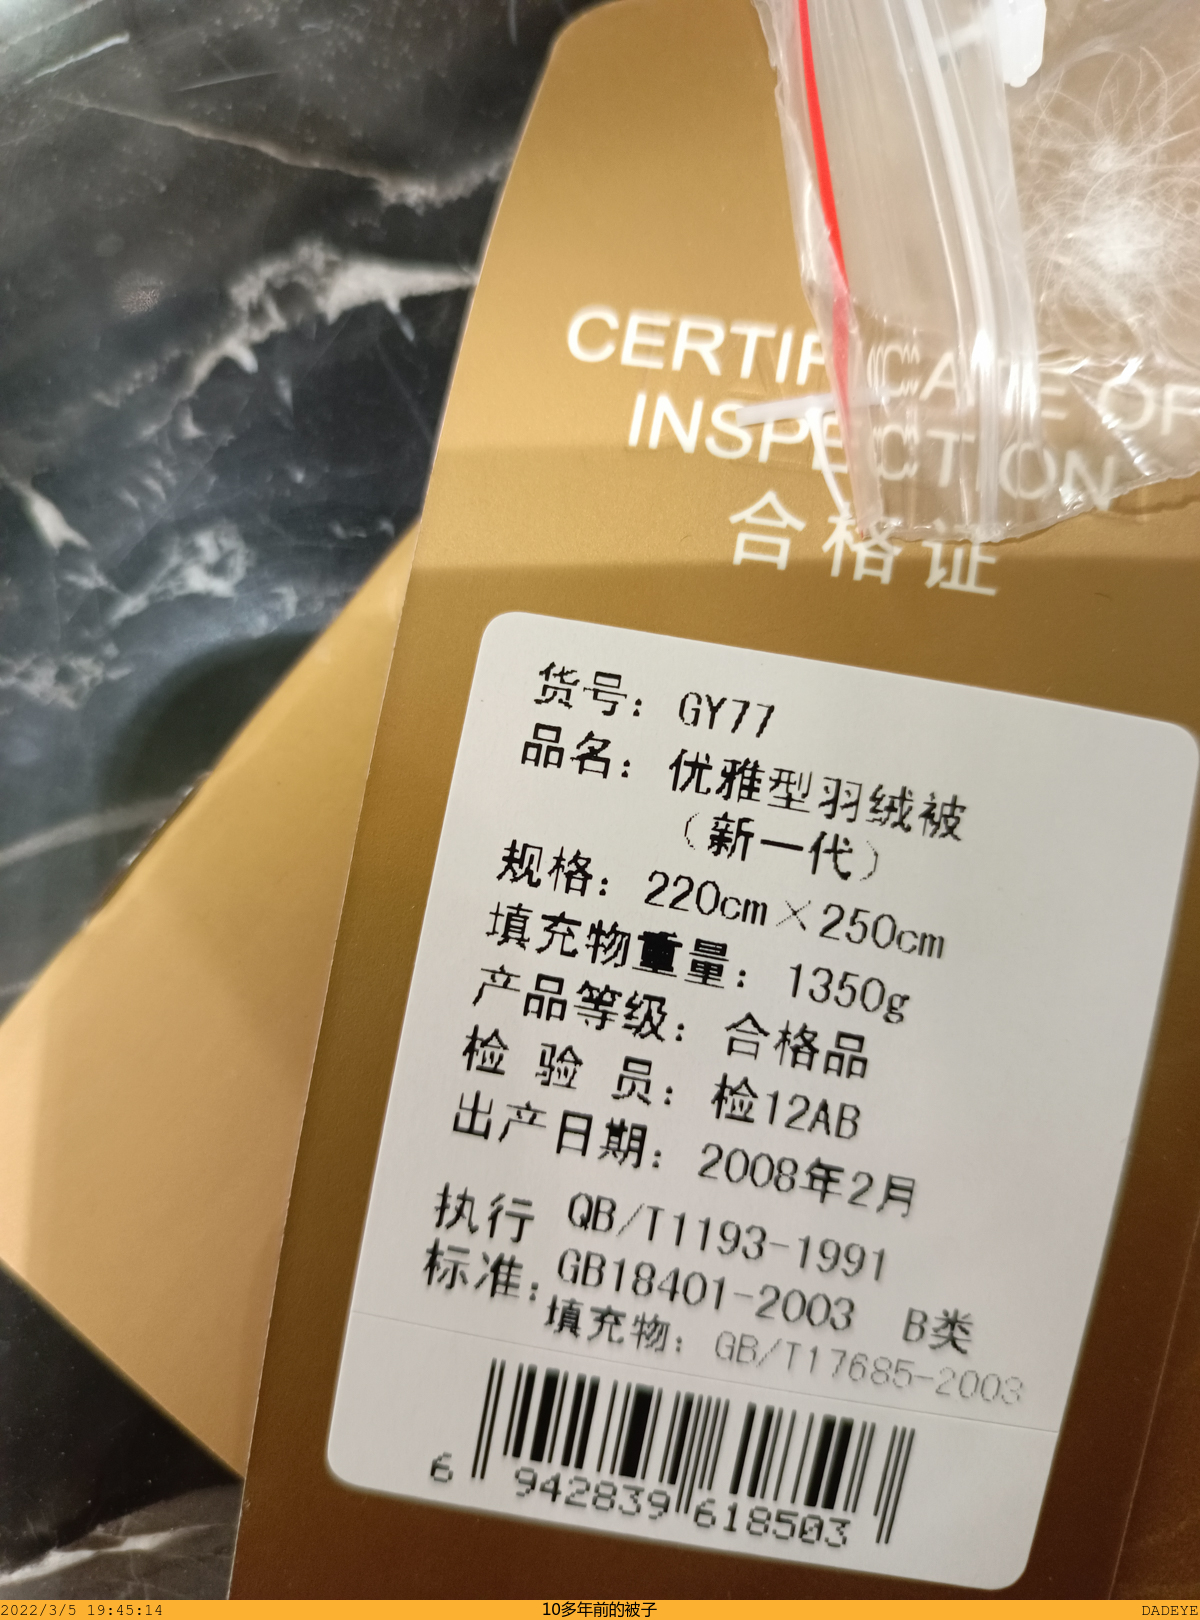 CERTIFICATE OF
INSPECTION
合格证
货号：GY77
品名：优雅型羽绒被
（新一代）
规格：220cm×250cm
填充物重量：1350g
产品等级：合格品
检 验 员：检12AB
出产日期：2008年2月
执行 QB/T1193-1991
标准：GB18401-2003 B类
填充物：GB/T17685-2003
6 942839 618503
2022/3/5 19:45:14 10多年前的被子 DADEYE